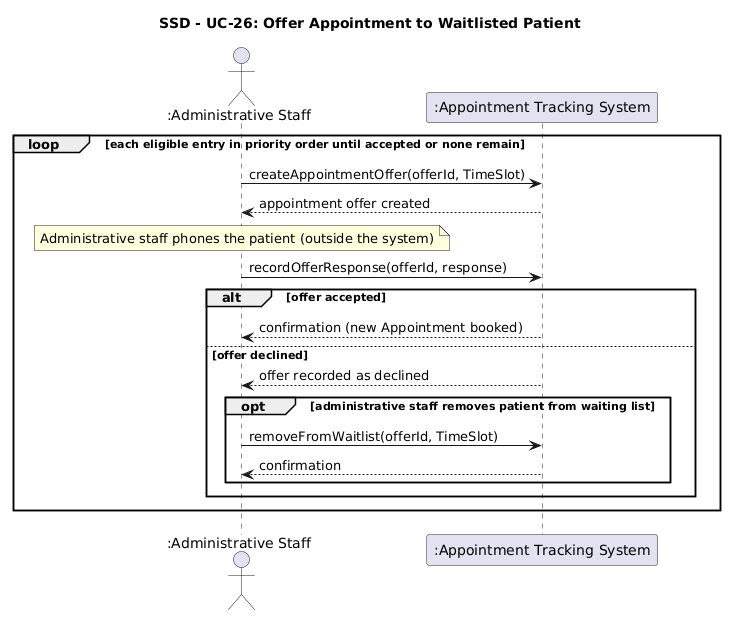 SSD - UC-26: Offer Appointment to Waitlisted Patient
:Administrative Staff
:Appointment Tracking System
loop
[each eligible entry in priority order until accepted or none remain]
createAppointmentOffer(offerId, TimeSlot)
appointment offer created
Administrative staff phones the patient (outside the system)
recordOfferResponse(offerId, response)
alt
[offer accepted]
confirmation (new Appointment booked)
[offer declined]
offer recorded as declined
opt
[administrative staff removes patient from waiting list]
removeFromWaitlist(offerId, TimeSlot)
confirmation
:Administrative Staff
:Appointment Tracking System